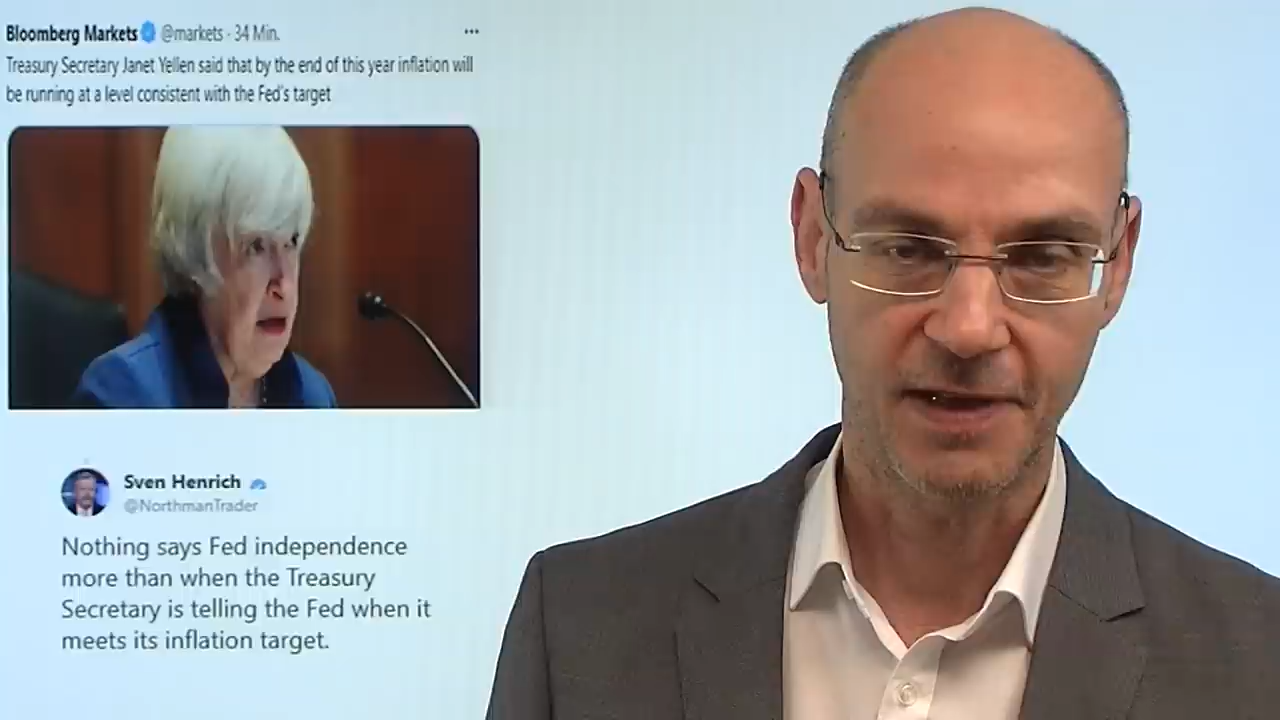 Bloomberg Markets @markets · 34 Min.
Treasury Secretary Janet Yellen said that by the end of this year inflation will
be running at a level consistent with the Fed's target
Sven Henrich
@NorthmanTrader
Nothing says Fed independence
more than when the Treasury
Secretary is telling the Fed when it
meets its inflation target.